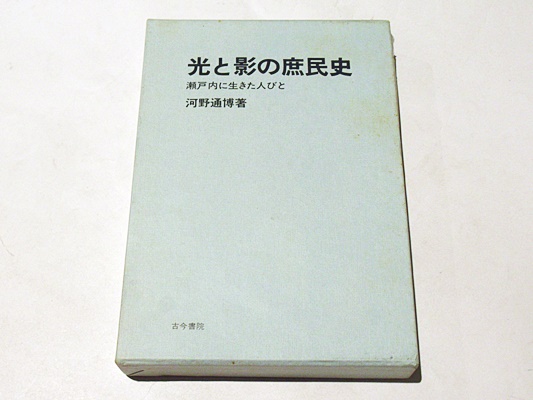 光と影の庶民史
瀬戸内に生きた人びと
河野通博著
古今書院